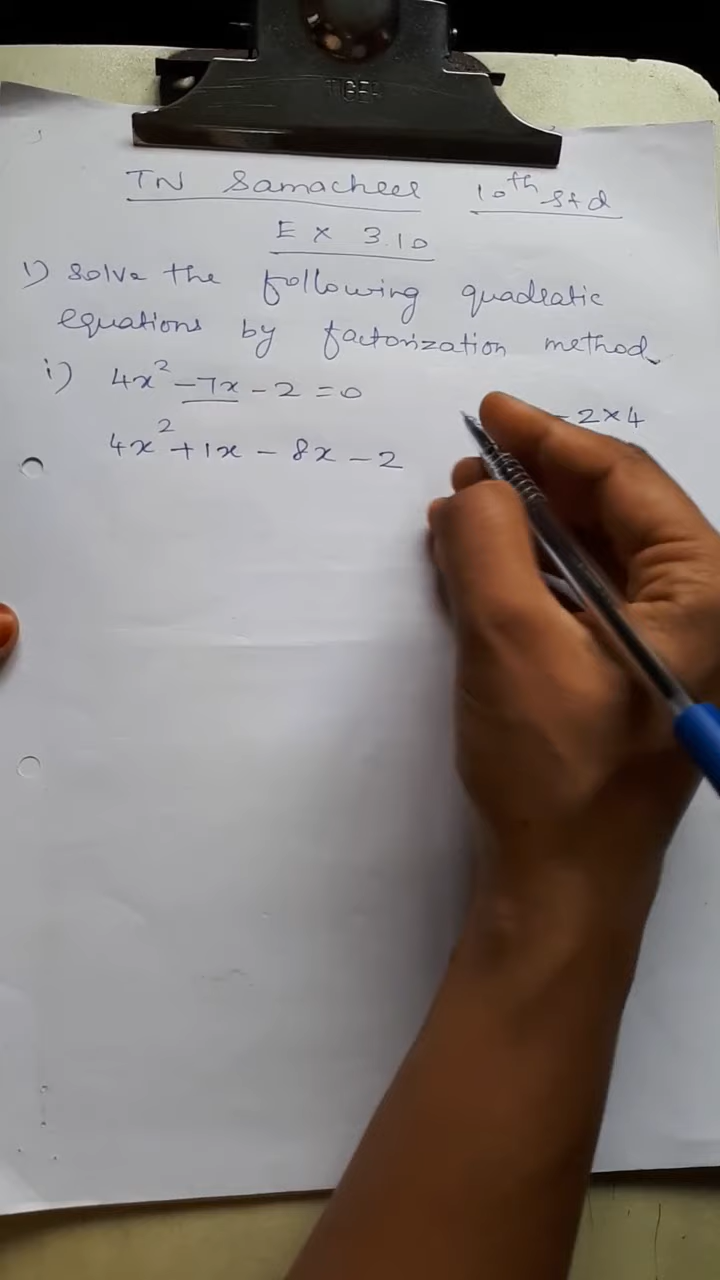 TIGER
TN Samacheer 10th Std
Ex 3.10
1) Solve the following quadratic
equations by factorization method.
i) 4x² - 7x - 2 = 0
- 2 × 4
4x² + 1x - 8x - 2